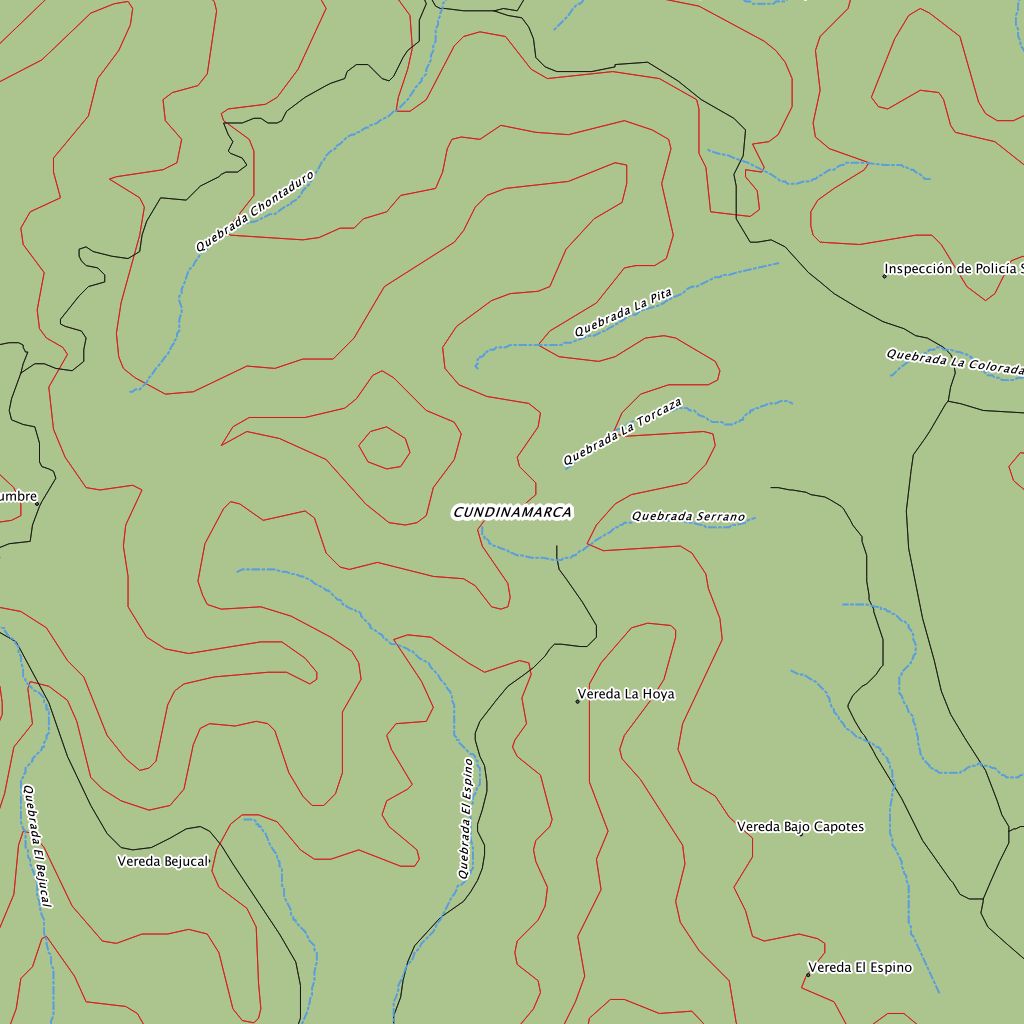 Quebrada Chontaduro
Inspección de Policía S
Quebrada La Pita
Quebrada La Colorada
Quebrada La Torcaza
umbre
CUNDINAMARCA
Quebrada Serrano
Vereda La Hoya
Quebrada El Espino
Quebrada El Bejucal
Vereda Bajo Capotes
Vereda Bejucal
Vereda El Espino